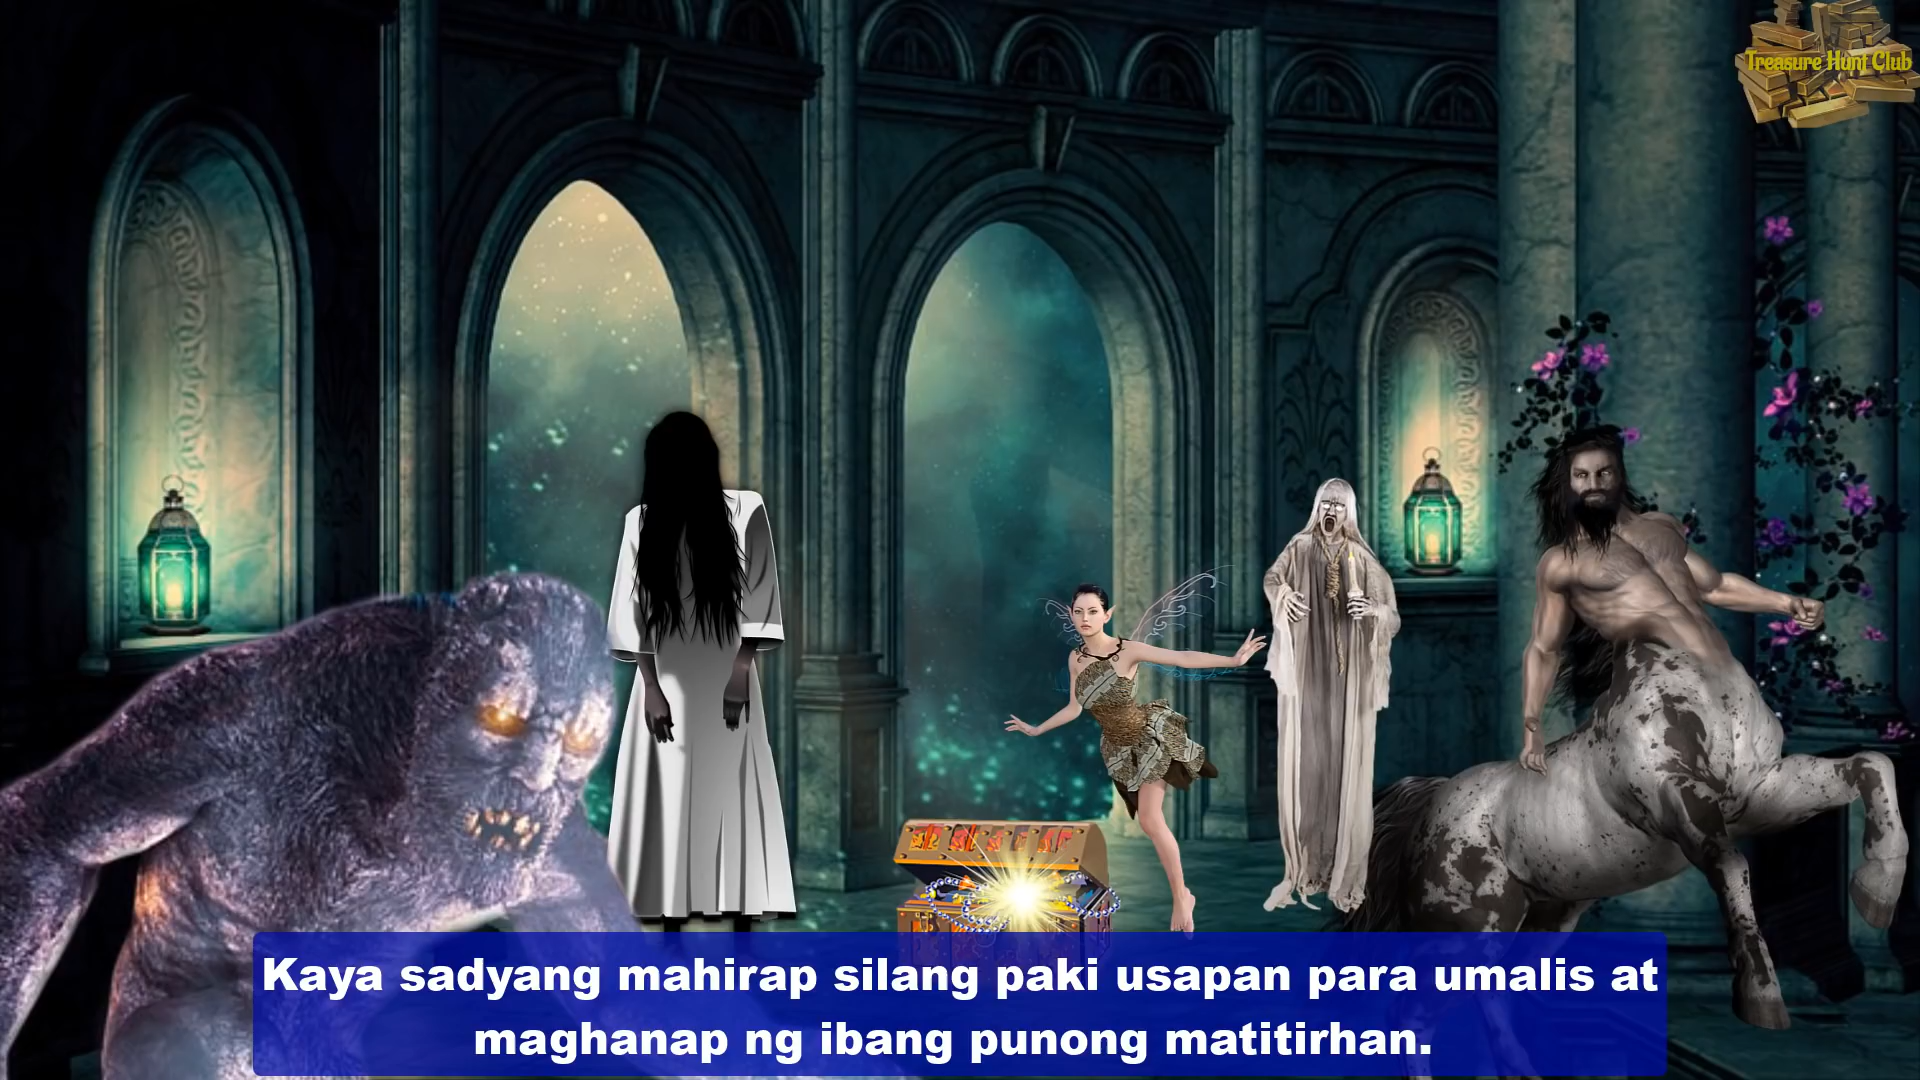 Treasure Hunt Club
Kaya sadyang mahirap silang paki usapan para umalis at
maghanap ng ibang punong matitirhan.